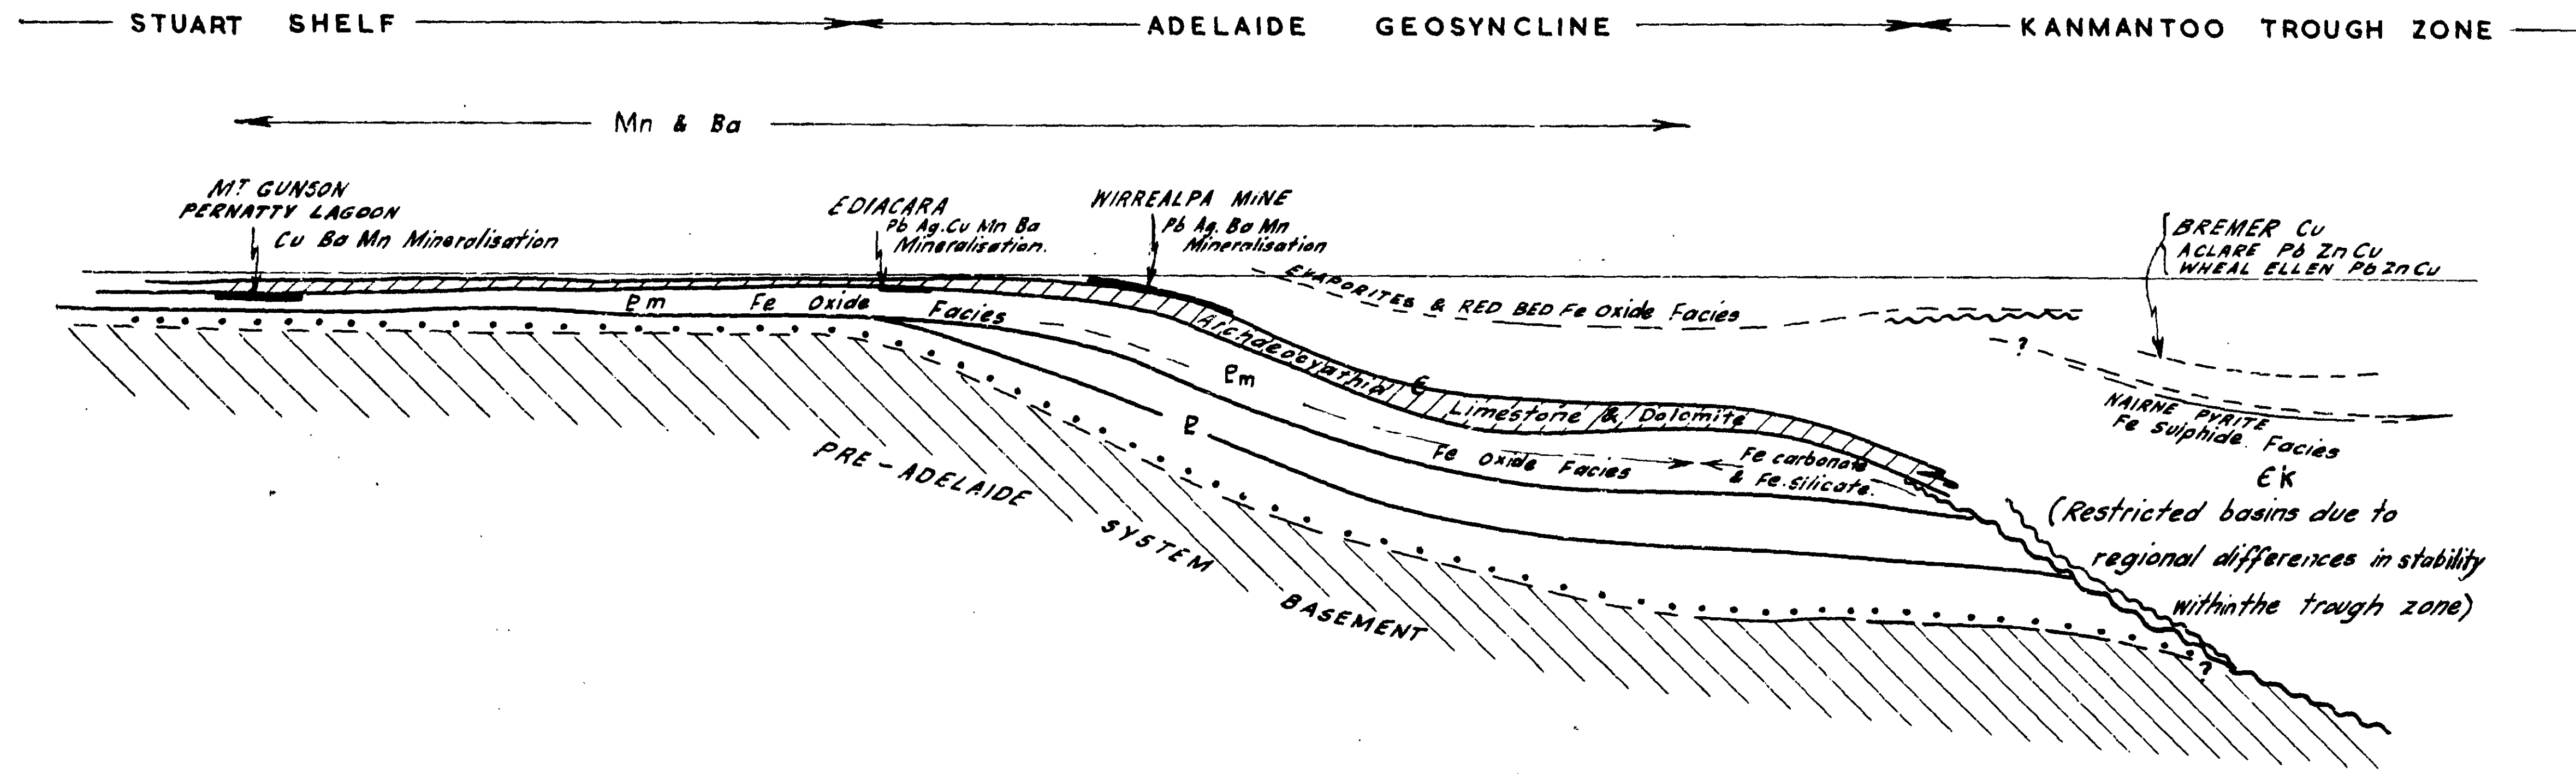 STUART SHELF
ADELAIDE GEOSYNCLINE
KANMANTOO TROUGH ZONE
Mn & Ba
MT GUNSON
PERNATTY LAGOON
Cu Ba Mn Mineralisation
EDIACARA
Pb Ag.Cu Mn Ba
Mineralisation.
WIRREALPA MINE
Pb Ag. Ba Mn
Mineralisation
BREMER Cu
ACLARE Pb Zn Cu
WHEAL ELLEN Pb Zn Cu
EVAPORITES & RED BED Fe Oxide Facies
Pm Fe Oxide Facies
Archaeocyathid Є Limestone & Dolomite
Pm
P
Fe Oxide Facies
Fe carbonate
& Fe.silicate.
?
NAIRNE PYRITE
Fe Sulphide. Facies
ЄK
(Restricted basins due to
regional differences in stability
within the trough zone)
PRE-ADELAIDE SYSTEM BASEMENT
?